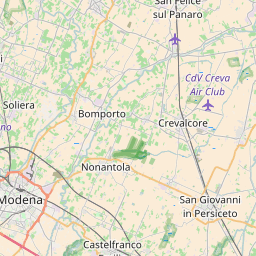 San Felice
sul Panaro
CdV Creva
Air Club
Soliera
Bomporto
Crevalcore
Nonantola
Modena
San Giovanni
in Persiceto
Castelfranco